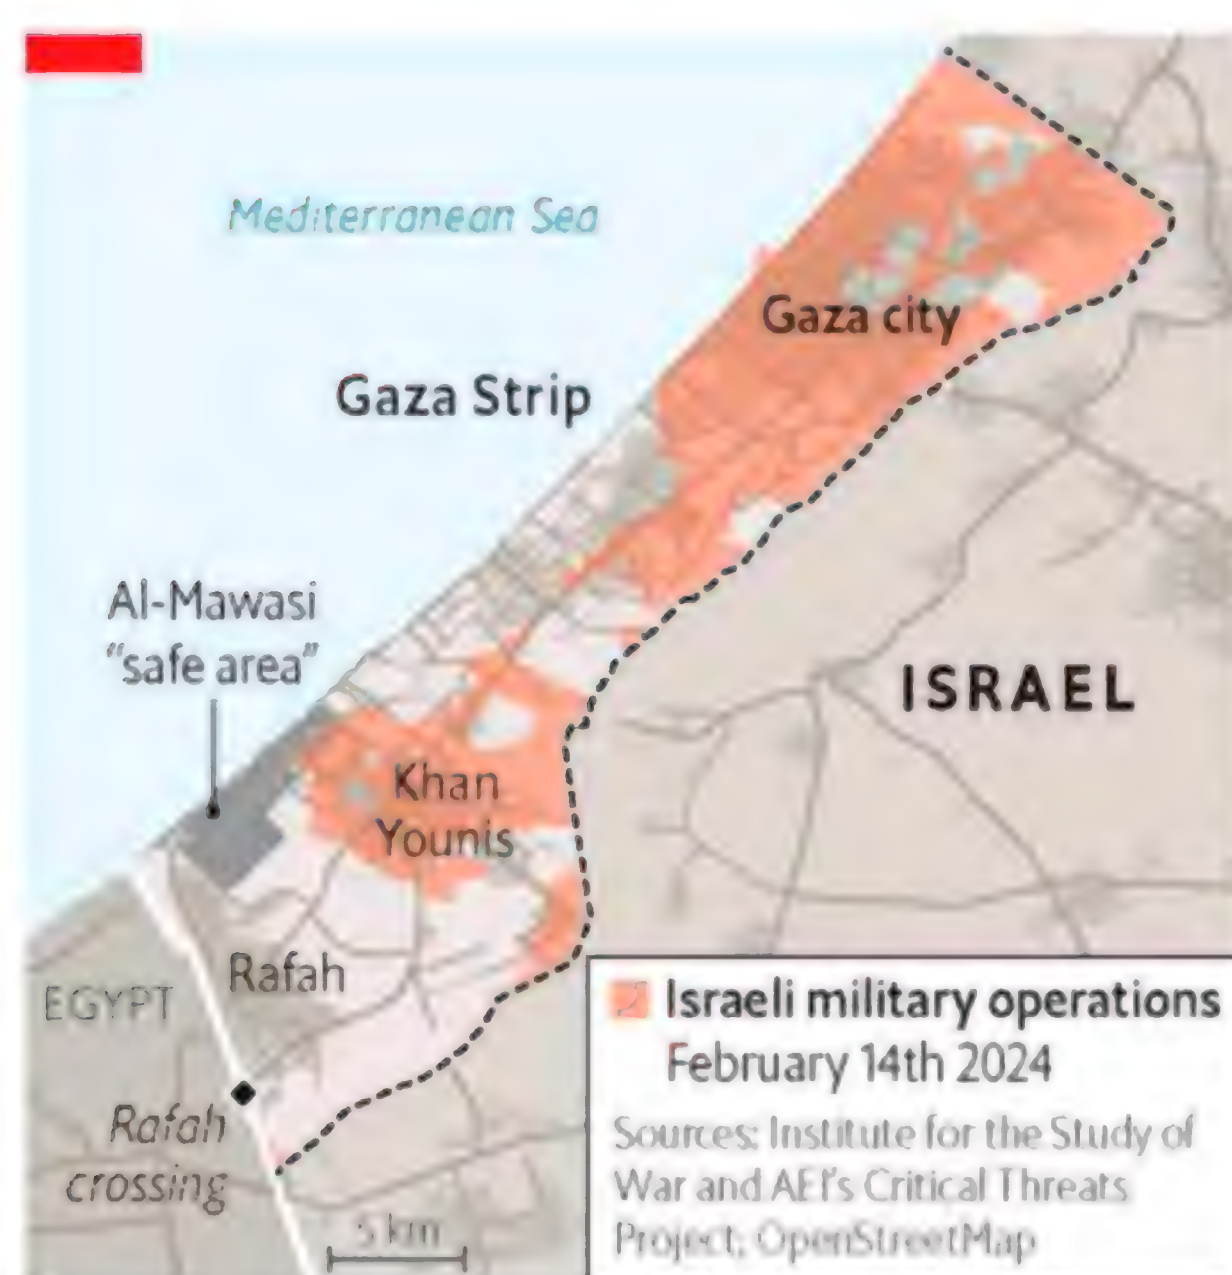 Mediterranean Sea
Gaza city
Gaza Strip
Al-Mawasi
“safe area”
ISRAEL
Khan
Younis
Rafah
EGYPT
Rafah
crossing
5 km
Israeli military operations
February 14th 2024
Sources: Institute for the Study of
War and AEI's Critical Threats
Project; OpenStreetMap